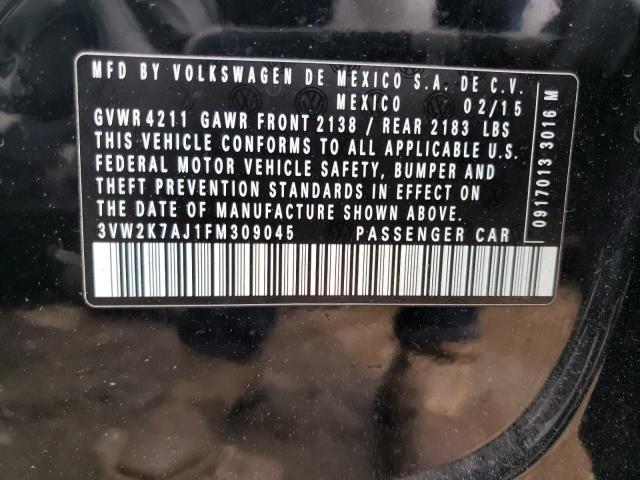 MFD BY VOLKSWAGEN DE MEXICO S.A. DE C.V.
MEXICO 02/15
GVWR 4211 GAWR FRONT 2138 / REAR 2183 LBS
THIS VEHICLE CONFORMS TO ALL APPLICABLE U.S.
FEDERAL MOTOR VEHICLE SAFETY, BUMPER AND
THEFT PREVENTION STANDARDS IN EFFECT ON
THE DATE OF MANUFACTURE SHOWN ABOVE.
3VW2K7AJ1FM309045 PASSENGER CAR
0917013 3016 M